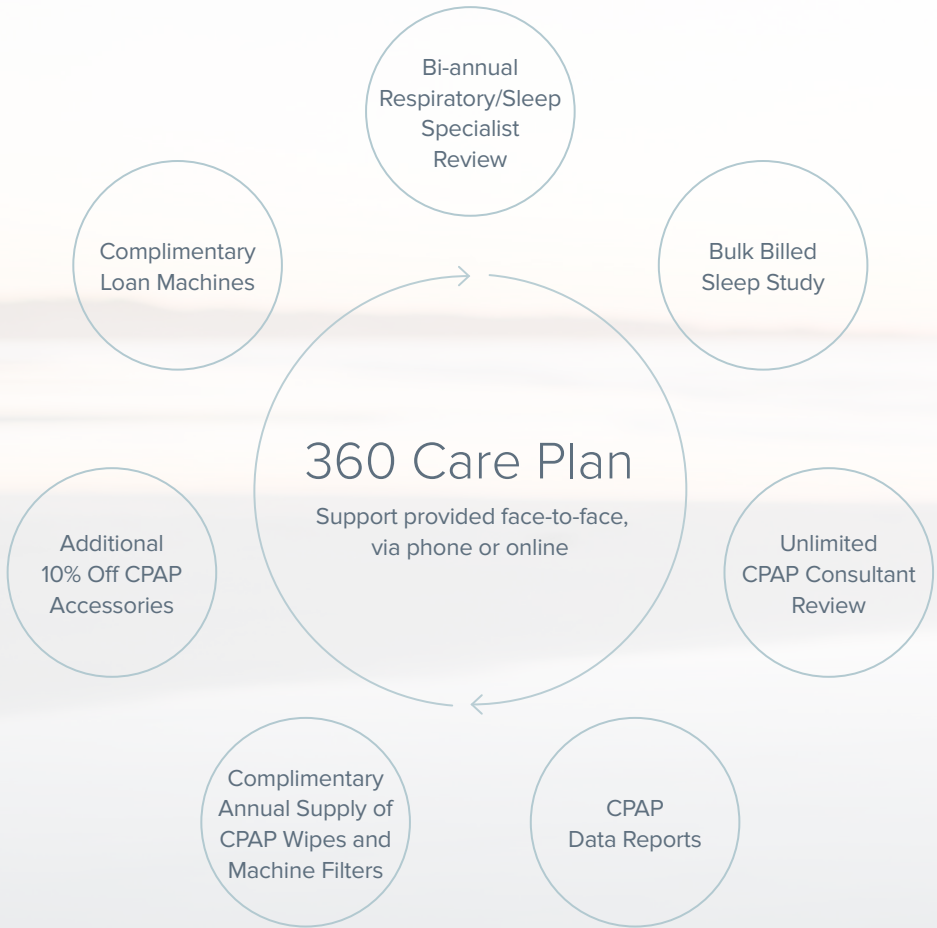 Bi-annual
Respiratory/Sleep
Specialist
Review
Complimentary
Loan Machines
Bulk Billed
Sleep Study
360 Care Plan
Support provided face-to-face,
via phone or online
Additional
10% Off CPAP
Accessories
Unlimited
CPAP Consultant
Review
Complimentary
Annual Supply of
CPAP Wipes and
Machine Filters
CPAP
Data Reports